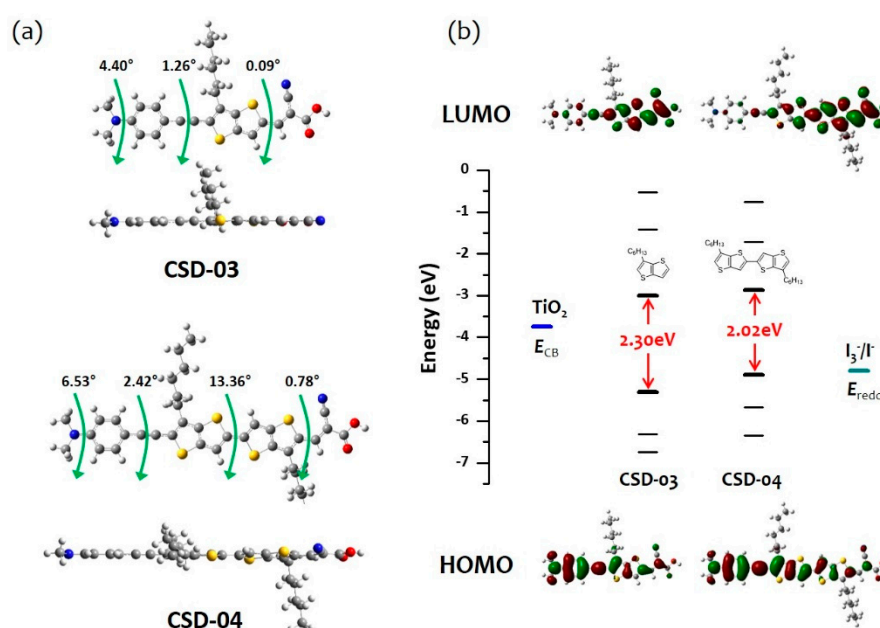 (a)
4.40° 1.26° 0.09°
CSD-03
6.53° 2.42° 13.36° 0.78°
CSD-04
(b)
LUMO
Energy (eV)
0
-1
-2
-3
-4
-5
-6
-7
TiO₂
E_CB
C₆H₁₃
2.30eV
CSD-03
C₆H₁₃
C₆H₁₃
2.02eV
CSD-04
I₃⁻/I⁻
E_redo
HOMO